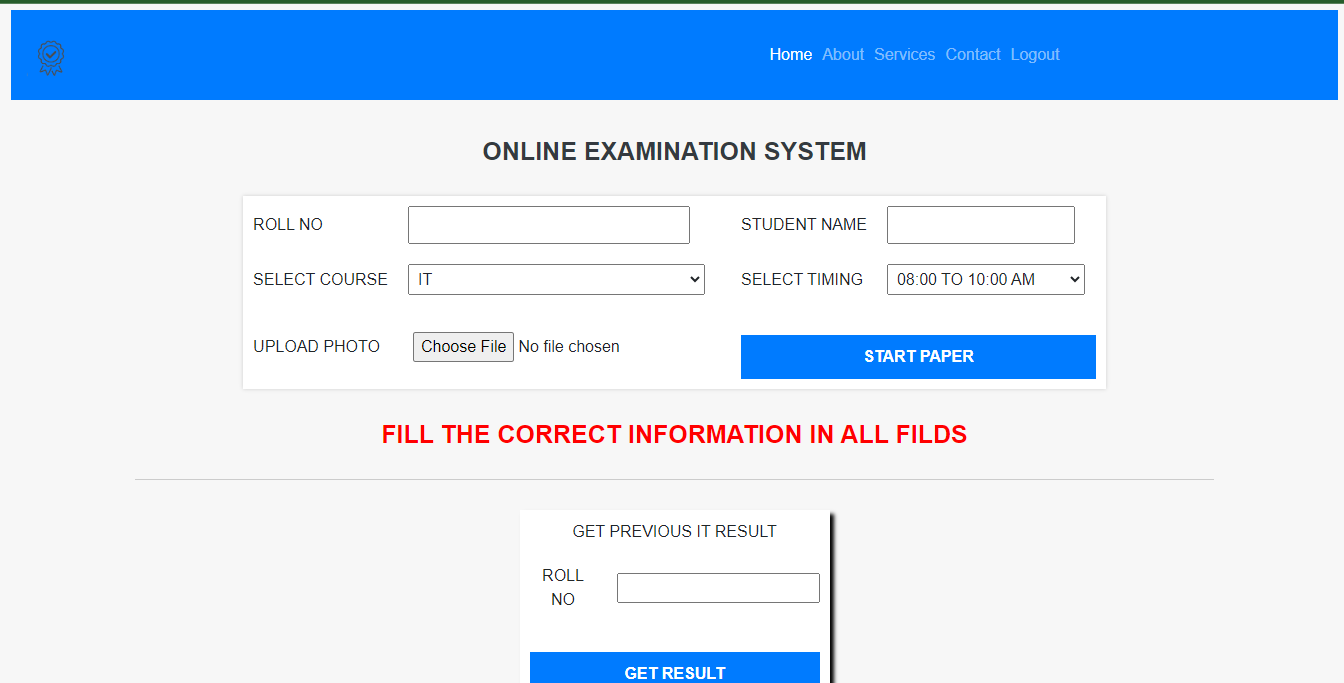 Home About Services Contact Logout
ONLINE EXAMINATION SYSTEM
ROLL NO STUDENT NAME
SELECT COURSE IT SELECT TIMING 08:00 TO 10:00 AM
UPLOAD PHOTO Choose File No file chosen START PAPER
FILL THE CORRECT INFORMATION IN ALL FILDS
GET PREVIOUS IT RESULT
ROLL
NO
GET RESULT